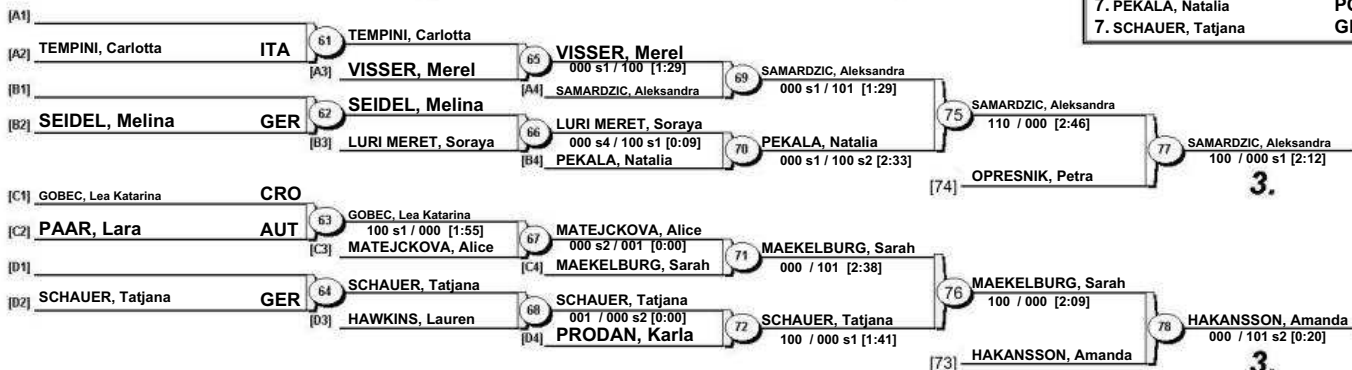 7. PEKALA, Natalia
7. SCHAUER, Tatjana
[A1]
[A2] TEMPINI, Carlotta ITA
61 TEMPINI, Carlotta
[A3] VISSER, Merel
65 VISSER, Merel
000 s1 / 100 [1:29]
[A4] SAMARDZIC, Aleksandra
69 SAMARDZIC, Aleksandra
000 s1 / 101 [1:29]
[B1]
[B2] SEIDEL, Melina GER
62 SEIDEL, Melina
[B3] LURI MERET, Soraya
66 LURI MERET, Soraya
000 s4 / 100 s1 [0:09]
[B4] PEKALA, Natalia
70 PEKALA, Natalia
000 s1 / 100 s2 [2:33]
75 SAMARDZIC, Aleksandra
110 / 000 [2:46]
[74] OPRESNIK, Petra
77 SAMARDZIC, Aleksandra
100 / 000 s1 [2:12]
3.
[C1] GOBEC, Lea Katarina CRO
[C2] PAAR, Lara AUT
63 GOBEC, Lea Katarina
100 s1 / 000 [1:55]
[C3] MATEJCKOVA, Alice
67 MATEJCKOVA, Alice
000 s2 / 001 [0:00]
[C4] MAEKELBURG, Sarah
71 MAEKELBURG, Sarah
000 / 101 [2:38]
[D1]
[D2] SCHAUER, Tatjana GER
64 SCHAUER, Tatjana
[D3] HAWKINS, Lauren
68 SCHAUER, Tatjana
001 / 000 s2 [0:00]
[D4] PRODAN, Karla
72 SCHAUER, Tatjana
100 / 000 s1 [1:41]
76 MAEKELBURG, Sarah
100 / 000 [2:09]
[73] HAKANSSON, Amanda
78 HAKANSSON, Amanda
000 / 101 s2 [0:20]
3.